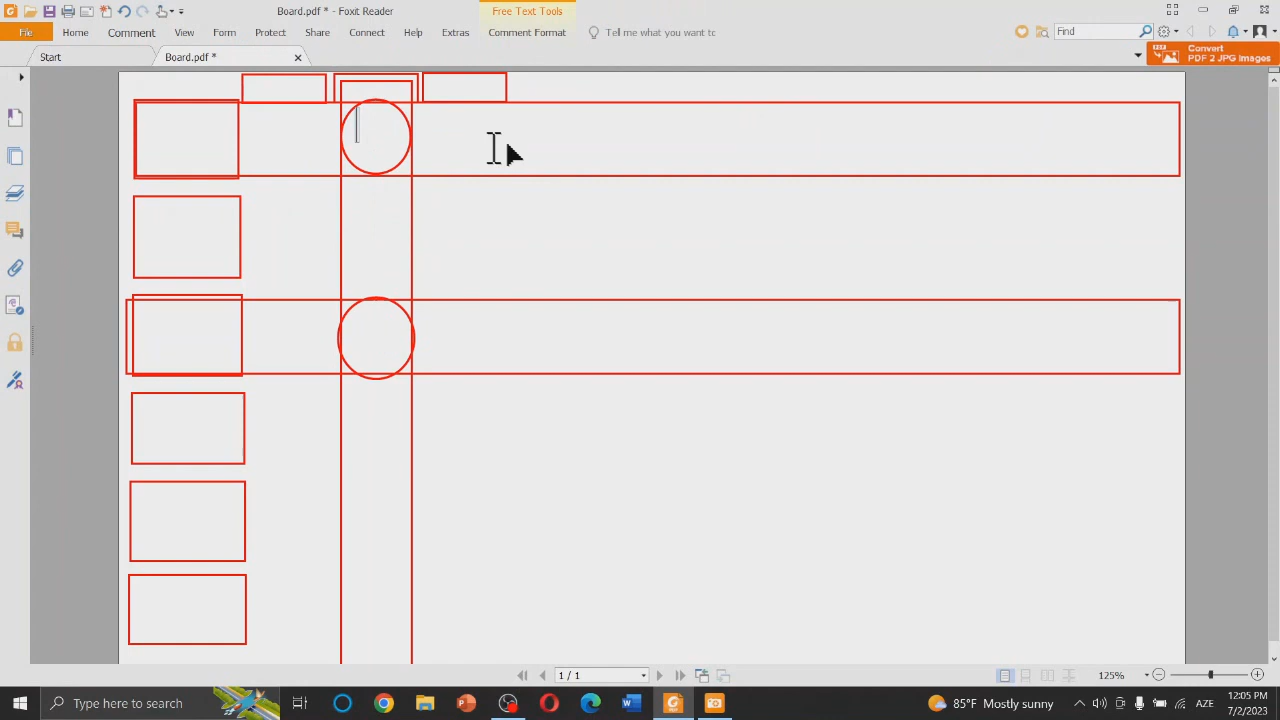 Board.pdf * - Foxit Reader
Free Text Tools
File
Home
Comment
View
Form
Protect
Share
Connect
Help
Extras
Comment Format
Tell me what you want to
Find
Start
Board.pdf *
Convert
PDF 2 JPG Images
1 / 1
125%
Type here to search
85°F Mostly sunny
AZE
12:05 PM
7/2/2023